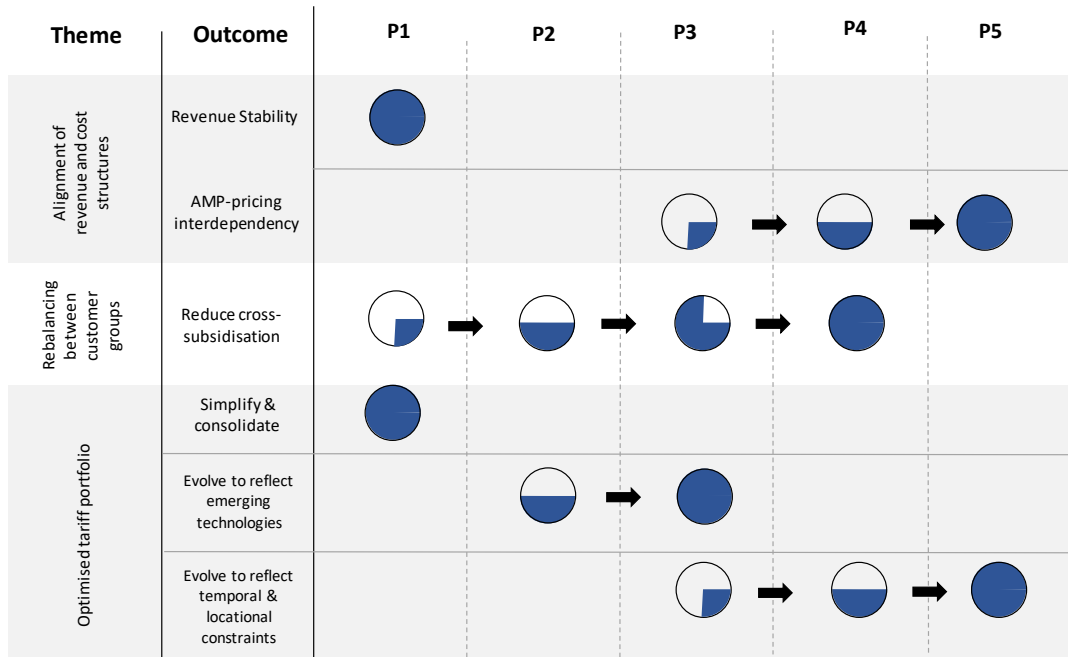 Theme
Outcome
P1
P2
P3
P4
P5
Alignment of
revenue and cost
structures
Revenue Stability
AMP-pricing
interdependency
Rebalancing
between
customer
groups
Reduce cross-
subsidisation
Optimised tariff portfolio
Simplify &
consolidate
Evolve to reflect
emerging
technologies
Evolve to reflect
temporal &
locational
constraints